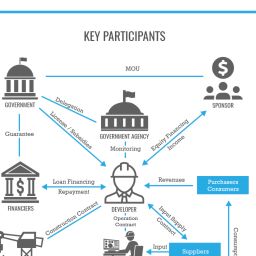 KEY PARTICIPANTS
MOU
GOVERNMENT
SPONSOR
Delegation
License / Subsidies
GOVERNMENT AGENCY
Equity Financing
Income
Guarantee
Monitoring
Loan Financing
Repayment
Revenues
Purchasers
Consumers
FINANCIERS
DEVELOPER
Construction Contract
Operation
Contract
Input Supply
Contract
Input
Suppliers